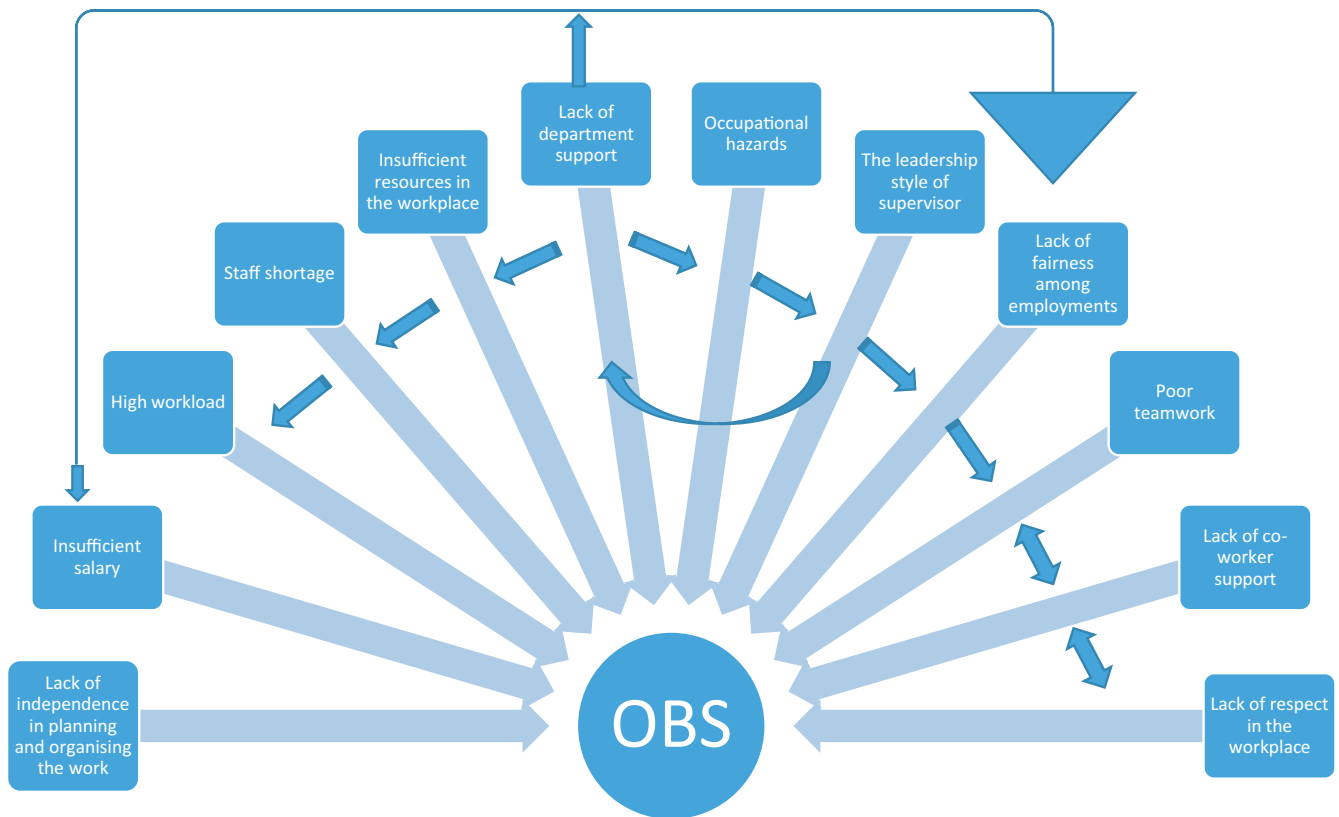 Lack of
department
support
Occupational
hazards
Insufficient
resources in
the workplace
The leadership
style of
supervisor
Staff shortage
Lack of
fairness
among
employments
High workload
Poor
teamwork
Insufficient
salary
Lack of co-
worker
support
Lack of
independence
in planning
and organising
the work
OBS
Lack of respect
in the
workplace